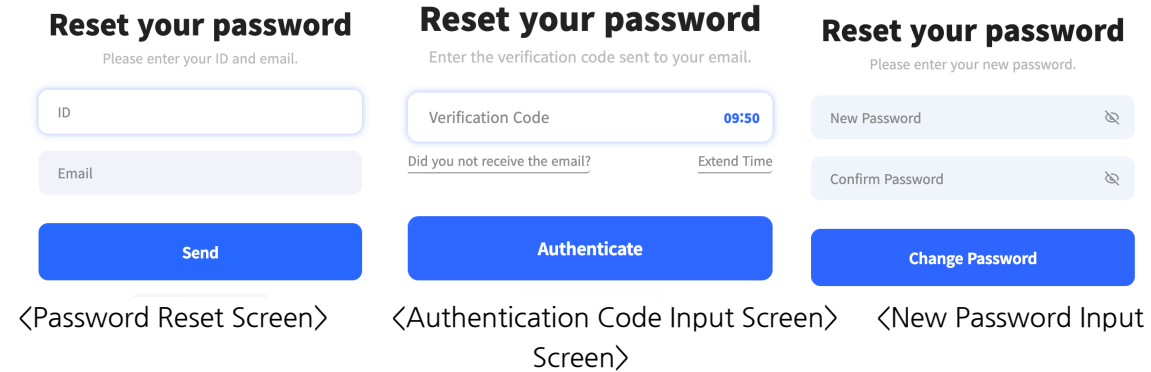 Reset your password
Please enter your ID and email.
ID
Email
Send
Reset your password
Enter the verification code sent to your email.
Verification Code 09:50
Did you not receive the email? Extend Time
Authenticate
Reset your password
Please enter your new password.
New Password
Confirm Password
Change Password
<Password Reset Screen> <Authentication Code Input Screen> <New Password Input
Screen>